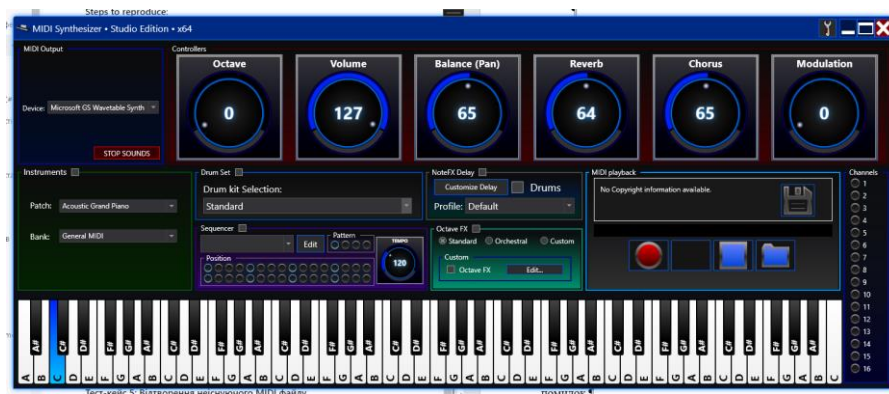 Steps to reproduce:
MIDI Synthesizer • Studio Edition • x64
MIDI Output
Device: Microsoft GS Wavetable Synth
STOP SOUNDS
Controllers
Octave
0
Volume
127
Balance (Pan)
65
Reverb
64
Chorus
65
Modulation
0
Instruments
Patch: Acoustic Grand Piano
Bank: General MIDI
Drum Set
Drum kit Selection:
Standard
Sequencer
Edit
Pattern
Position
TEMPO
120
NoteFX Delay
Customize Delay
Drums
Profile: Default
Octave FX
Standard Orchestral Custom
Custom
Octave FX Edit...
MIDI playback
No Copyright information available.
Channels
1
2
3
4
5
6
7
8
9
10
11
12
13
14
15
16
A# C# D# F# G# A# C# D# F# G# A# C# D# F# G# A# C# D# F# G# A# C# D# F# G# A# C# D# F# G# A# C# D# F# G# A#
A B C D E F G A B C D E F G A B C D E F G A B C D E F G A B C D E F G A B C D E F G A B C D E F G A B C
Тест-кейс 5: Відтворення неіснуючого MIDI файлу
помилок.¶